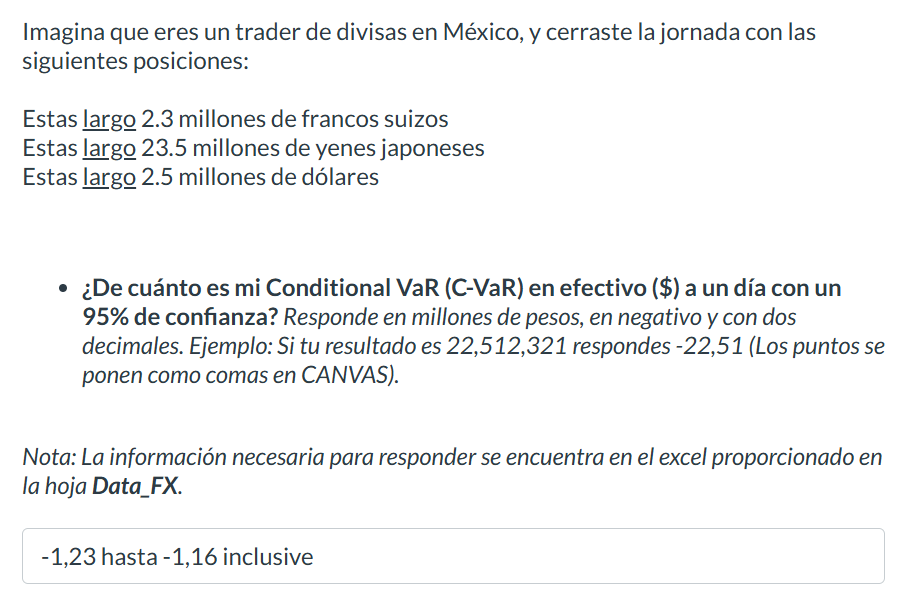 Imagina que eres un trader de divisas en México, y cerraste la jornada con las
siguientes posiciones:
Estas largo 2.3 millones de francos suizos
Estas largo 23.5 millones de yenes japoneses
Estas largo 2.5 millones de dólares
• ¿De cuánto es mi Conditional VaR (C-VaR) en efectivo ($) a un día con un
95% de confianza? Responde en millones de pesos, en negativo y con dos
decimales. Ejemplo: Si tu resultado es 22,512,321 respondes -22,51 (Los puntos se
ponen como comas en CANVAS).
Nota: La información necesaria para responder se encuentra en el excel proporcionado en
la hoja Data_FX.
-1,23 hasta -1,16 inclusive